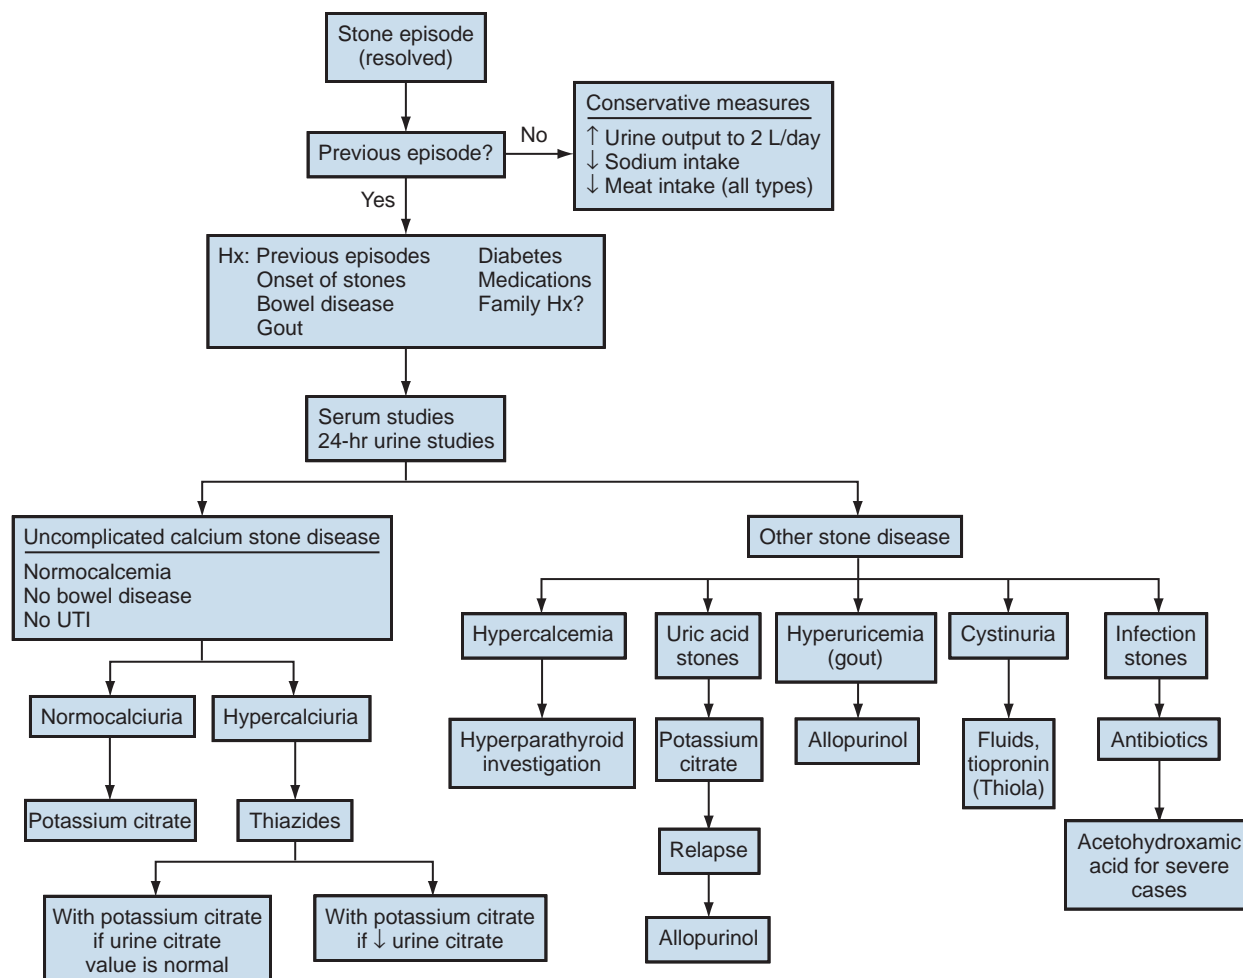 Stone episode
(resolved)
Conservative measures
↑ Urine output to 2 L/day
↓ Sodium intake
↓ Meat intake (all types)
No
Previous episode?
Yes
Hx: Previous episodes Diabetes
Onset of stones Medications
Bowel disease Family Hx?
Gout
Serum studies
24-hr urine studies
Uncomplicated calcium stone disease
Normocalcemia
No bowel disease
No UTI
Other stone disease
Hypercalcemia
Uric acid
stones
Hyperuricemia
(gout)
Cystinuria
Infection
stones
Normocalciuria
Hypercalciuria
Hyperparathyroid
investigation
Potassium
citrate
Allopurinol
Fluids,
tiopronin
(Thiola)
Antibiotics
Potassium citrate
Thiazides
Relapse
Acetohydroxamic
acid for severe
cases
With potassium citrate
if urine citrate
value is normal
With potassium citrate
if ↓ urine citrate
Allopurinol